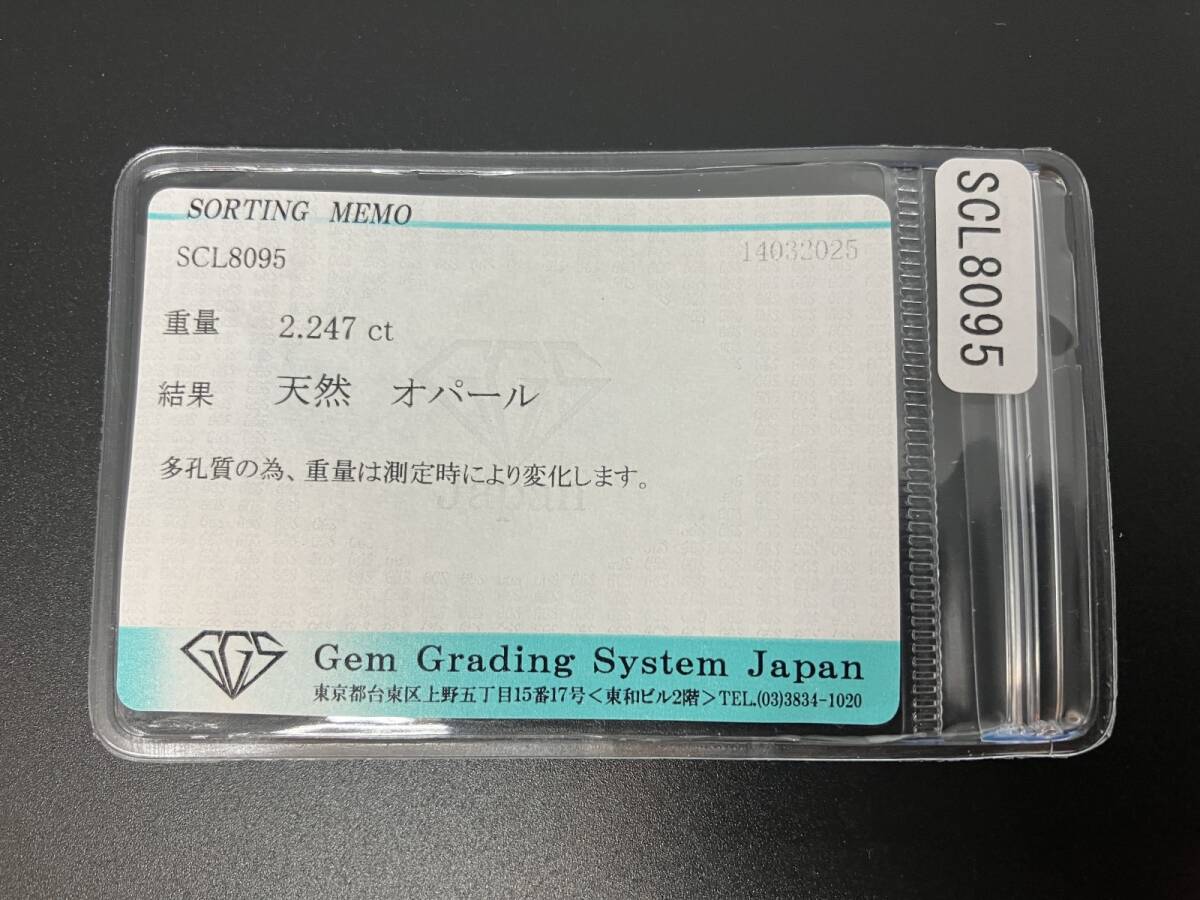 SORTING MEMO
SCL8095 14032025
重量 2.247 ct
結果 天然 オパール
多孔質の為、重量は測定時により変化します。
Japan
GGS Gem Grading System Japan
東京都台東区上野五丁目15番17号＜東和ビル2階＞TEL.(03)3834-1020
SCL8095